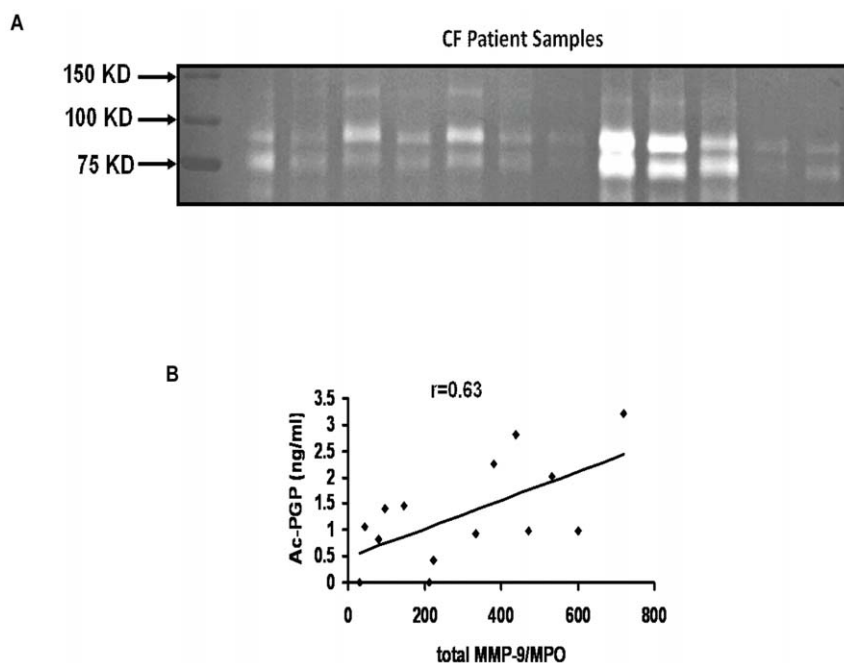 A
CF Patient Samples
150 KD
100 KD
75 KD
B
r=0.63
3.5
3
2.5
2
1.5
1
0.5
0
Ac-PGP (ng/ml)
0 200 400 600 800
total MMP-9/MPO